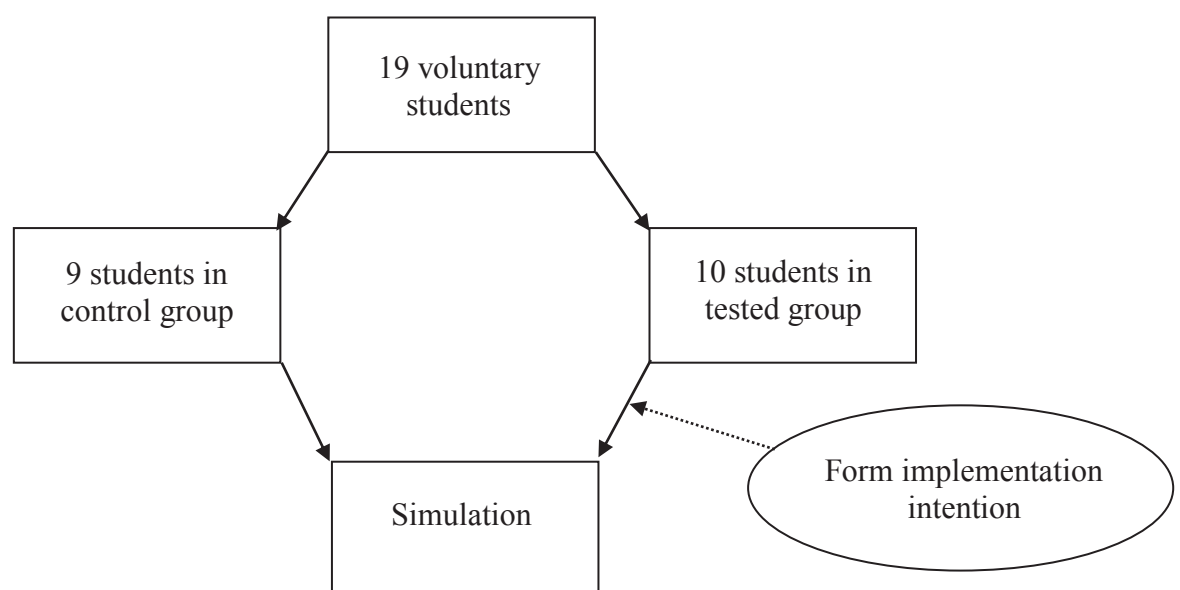 19 voluntary
students
9 students in
control group
10 students in
tested group
Form implementation
intention
Simulation